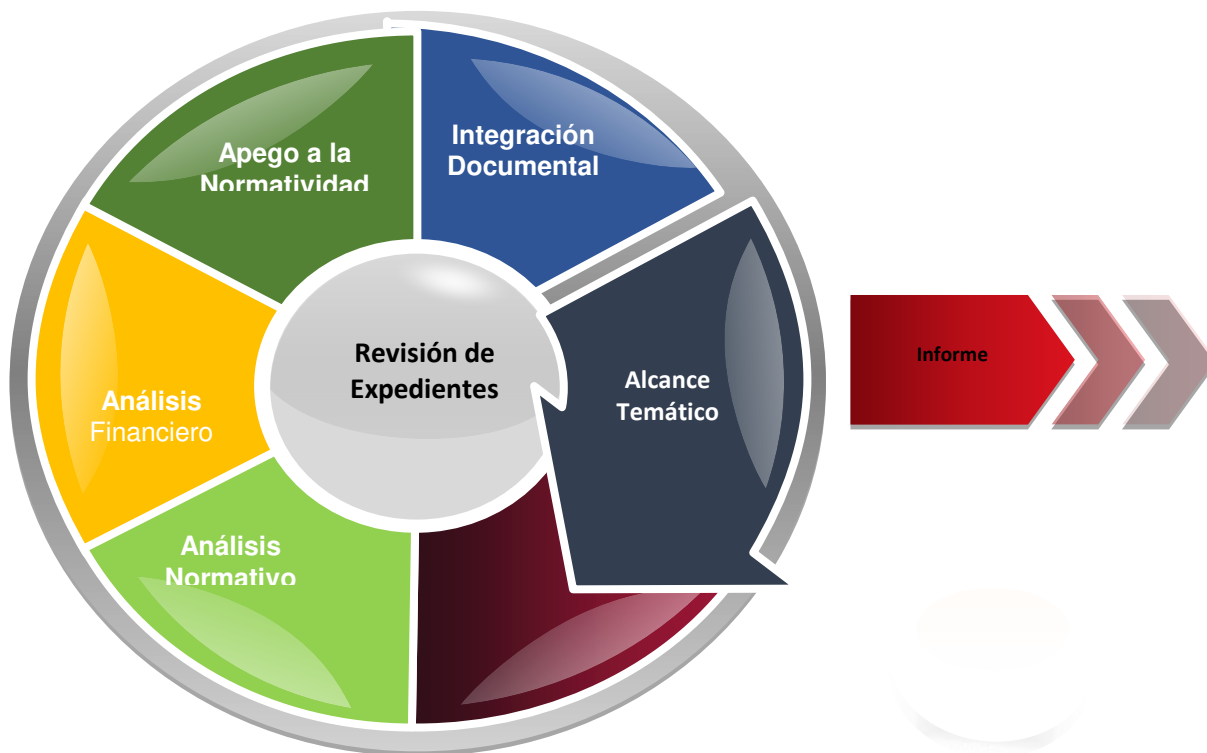 Integración
Documental
Apego a la
Normatividad
Revisión de
Expedientes
Alcance
Temático
Informe
Análisis
Financiero
Análisis
Normativo